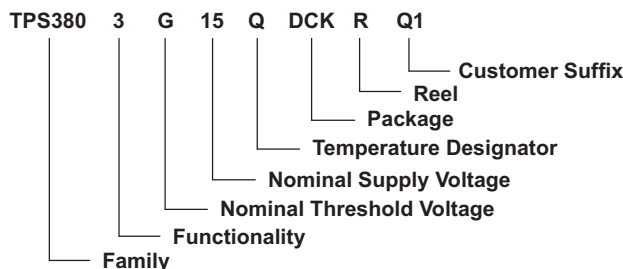 TPS380 3 G 15 Q DCK R Q1
Customer Suffix
Reel
Package
Temperature Designator
Nominal Supply Voltage
Nominal Threshold Voltage
Functionality
Family